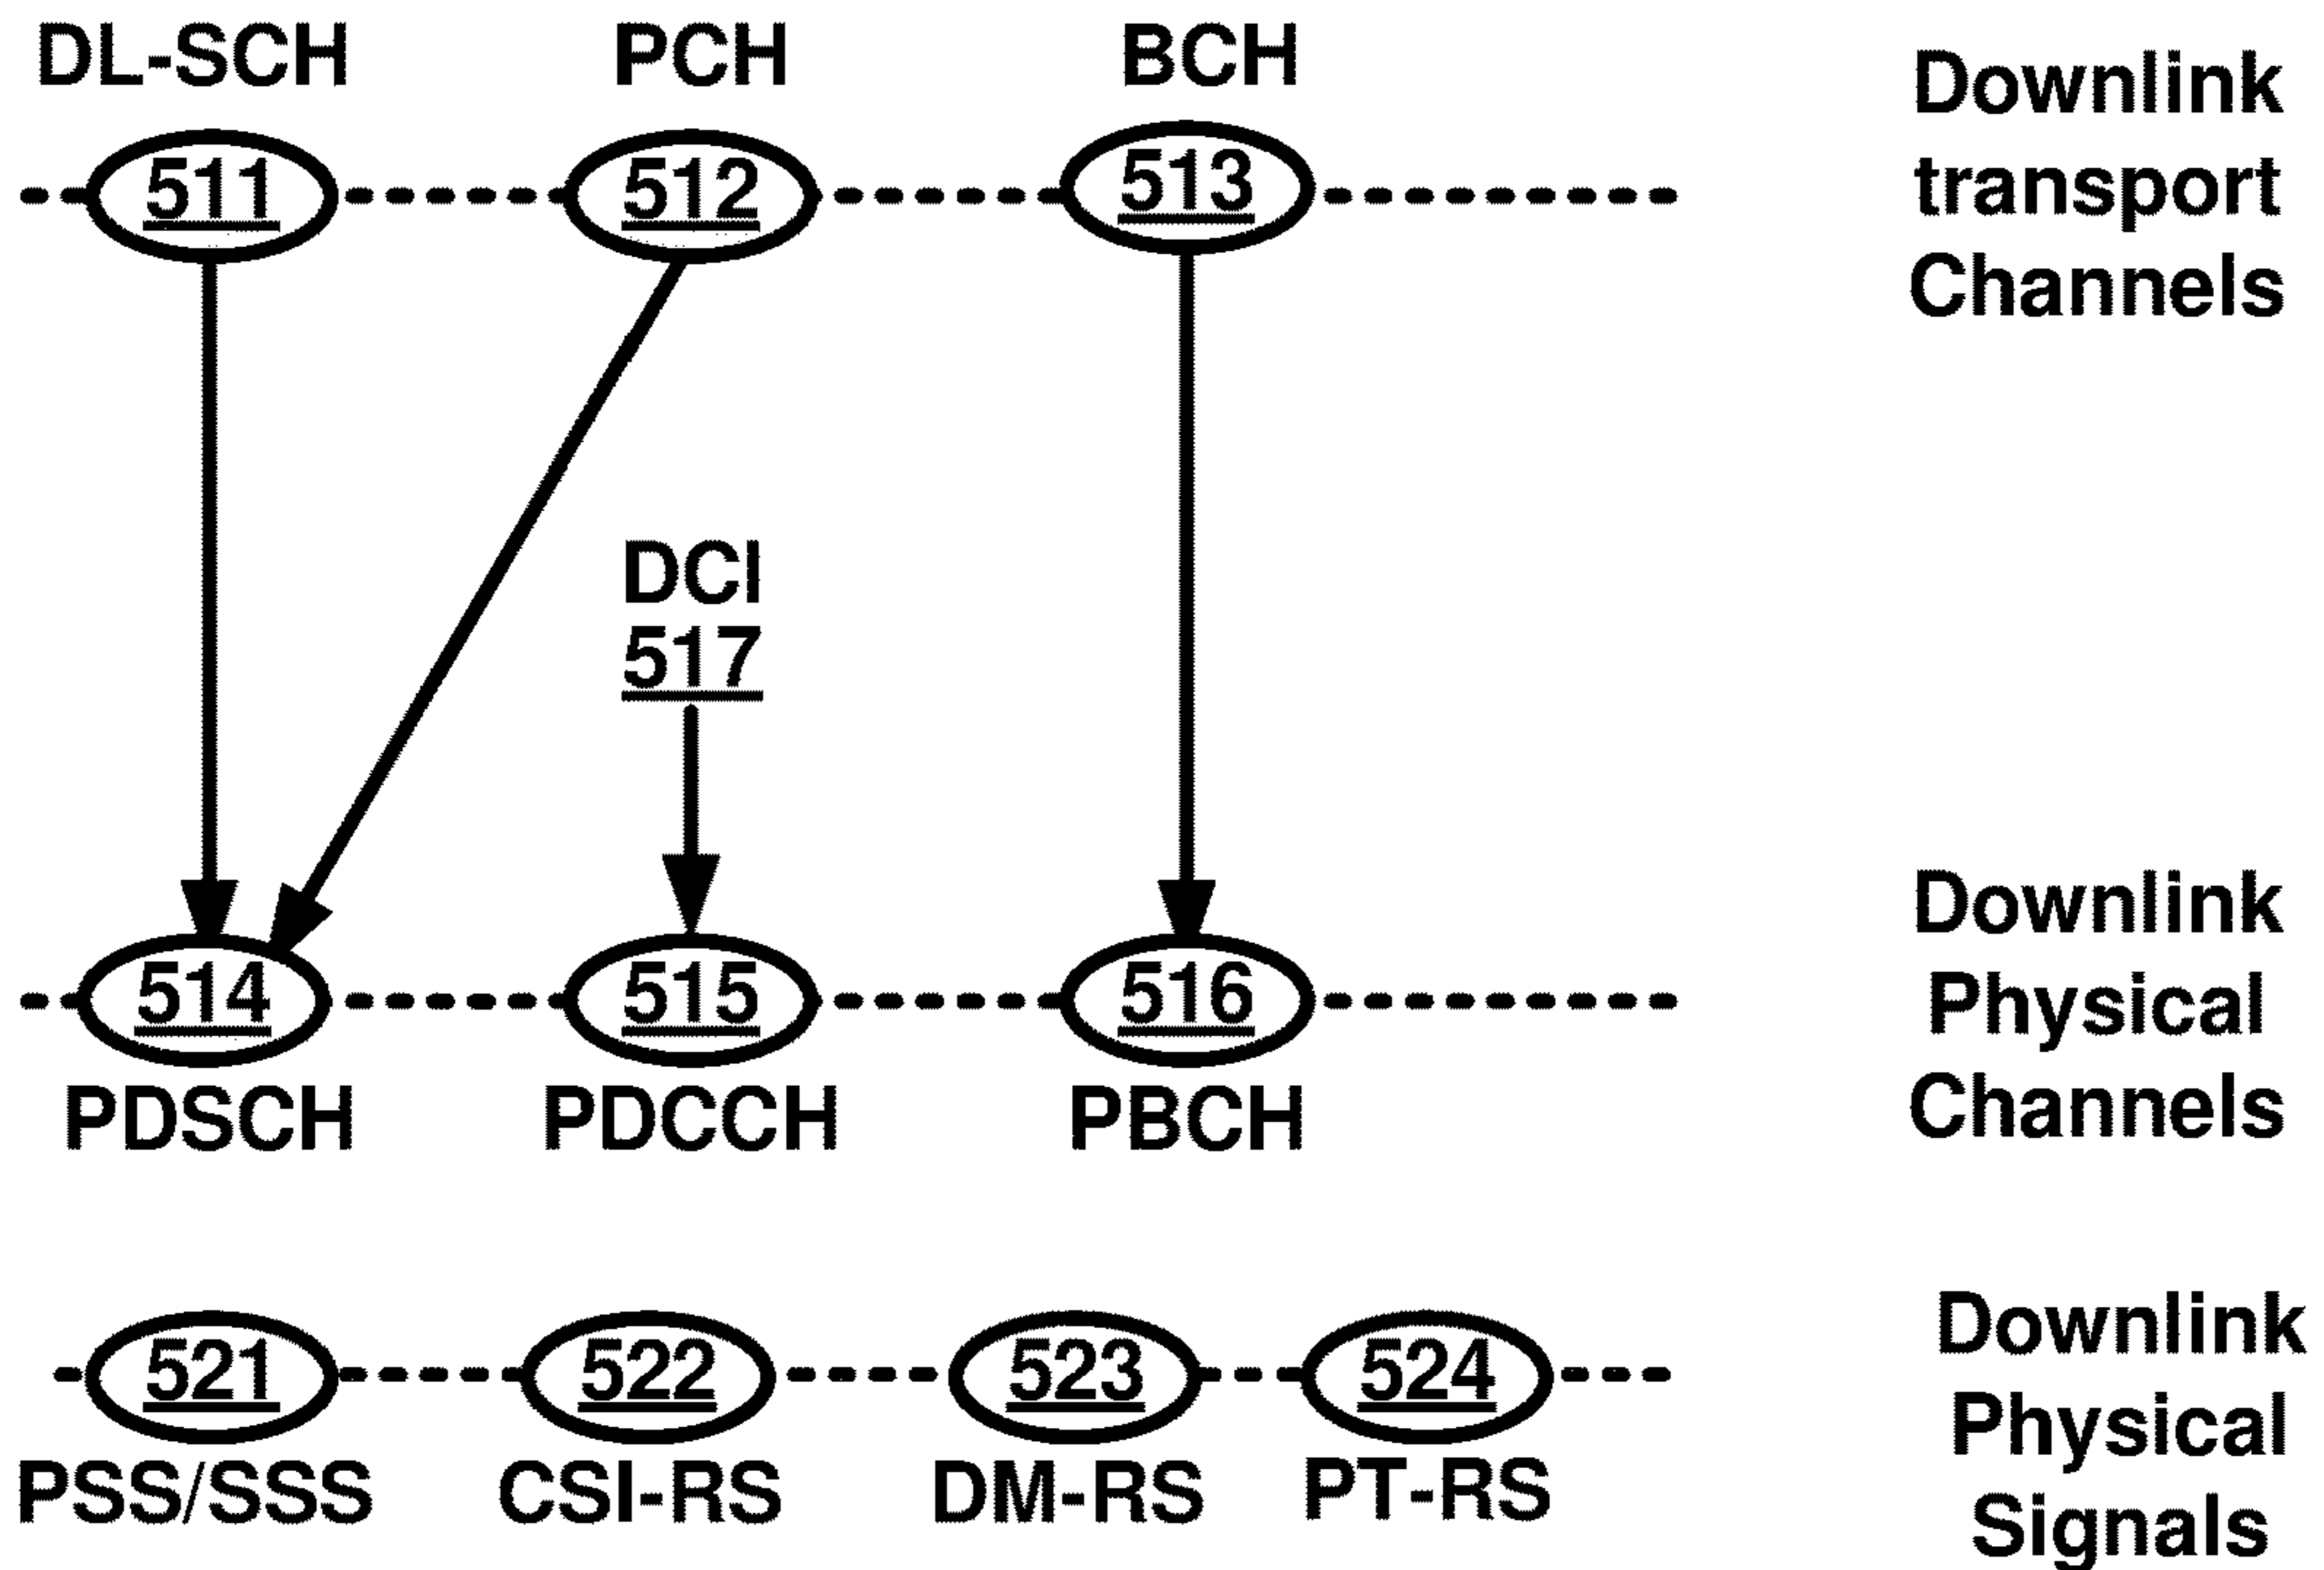 DL-SCH PCH BCH
511 512 513
Downlink
transport
Channels
DCI
517
514 515 516
PDSCH PDCCH PBCH
Downlink
Physical
Channels
521 522 523 524
PSS/SSS CSI-RS DM-RS PT-RS
Downlink
Physical
Signals